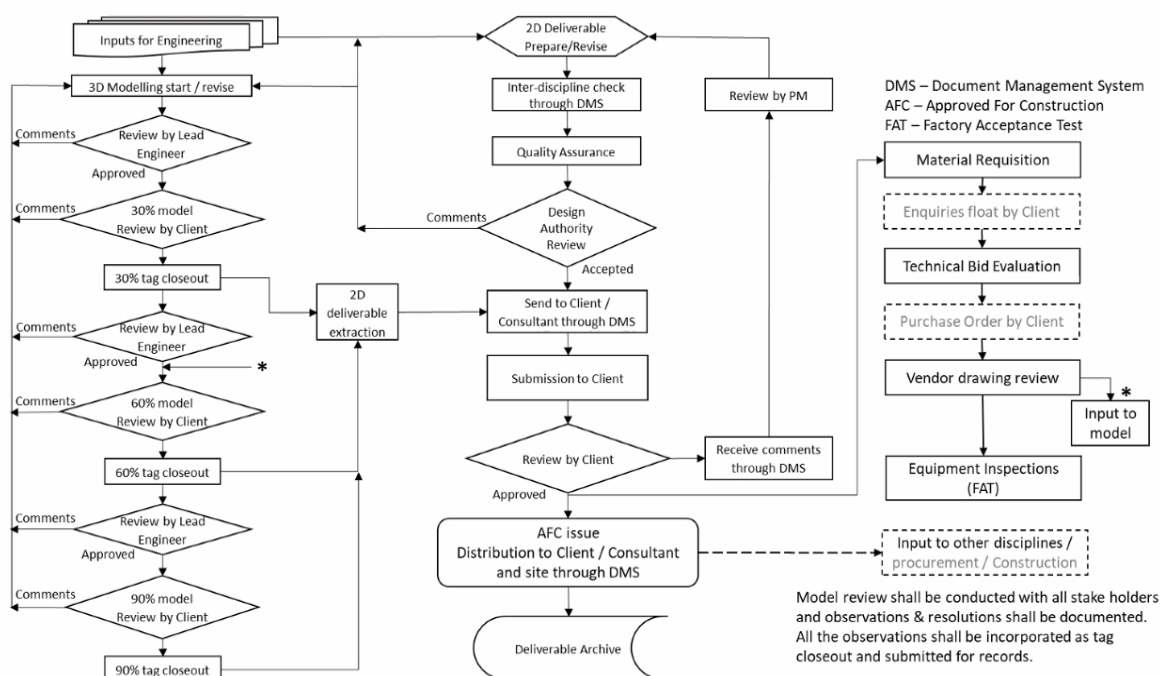 Inputs for Engineering
3D Modelling start / revise
Comments
Review by Lead
Engineer
Approved
Comments
30% model
Review by Client
30% tag closeout
Comments
Review by Lead
Engineer
Approved
*
Comments
60% model
Review by Client
60% tag closeout
Comments
Review by Lead
Engineer
Approved
Comments
90% model
Review by Client
90% tag closeout
2D
deliverable
extraction
2D Deliverable
Prepare/Revise
Inter-discipline check
through DMS
Quality Assurance
Comments
Design
Authority
Review
Accepted
Send to Client /
Consultant through DMS
Submission to Client
Review by Client
Approved
AFC issue
Distribution to Client / Consultant
and site through DMS
Deliverable Archive
Review by PM
Receive comments
through DMS
DMS – Document Management System
AFC – Approved For Construction
FAT – Factory Acceptance Test
Material Requisition
Enquiries float by Client
Technical Bid Evaluation
Purchase Order by Client
Vendor drawing review
*
Input to
model
Equipment Inspections
(FAT)
Input to other disciplines /
procurement / Construction
Model review shall be conducted with all stake holders
and observations & resolutions shall be documented.
All the observations shall be incorporated as tag
closeout and submitted for records.